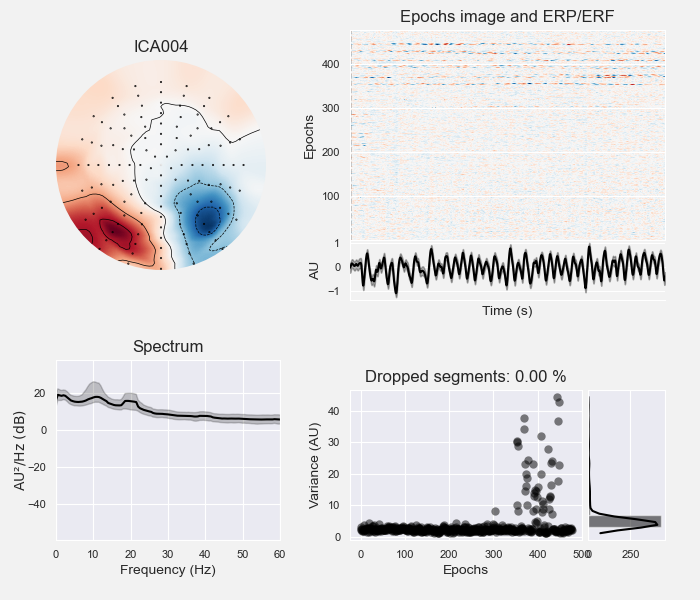 ICA004
Epochs image and ERP/ERF
Epochs
400
300
200
100
AU
1
0
−1
Time (s)
Spectrum
AU²/Hz (dB)
20
0
−20
−40
0 10 20 30 40 50 60
Frequency (Hz)
Dropped segments: 0.00 %
Variance (AU)
40
30
20
10
0
0 100 200 300 400 500
Epochs
0 250